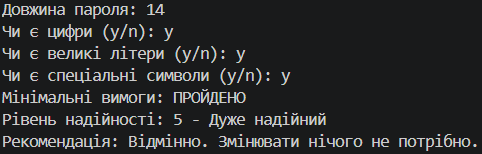 Довжина пароля: 14
Чи є цифри (y/n): y
Чи є великі літери (y/n): y
Чи є спеціальні символи (y/n): y
Мінімальні вимоги: ПРОЙДЕНО
Рівень надійності: 5 - Дуже надійний
Рекомендація: Відмінно. Змінювати нічого не потрібно.